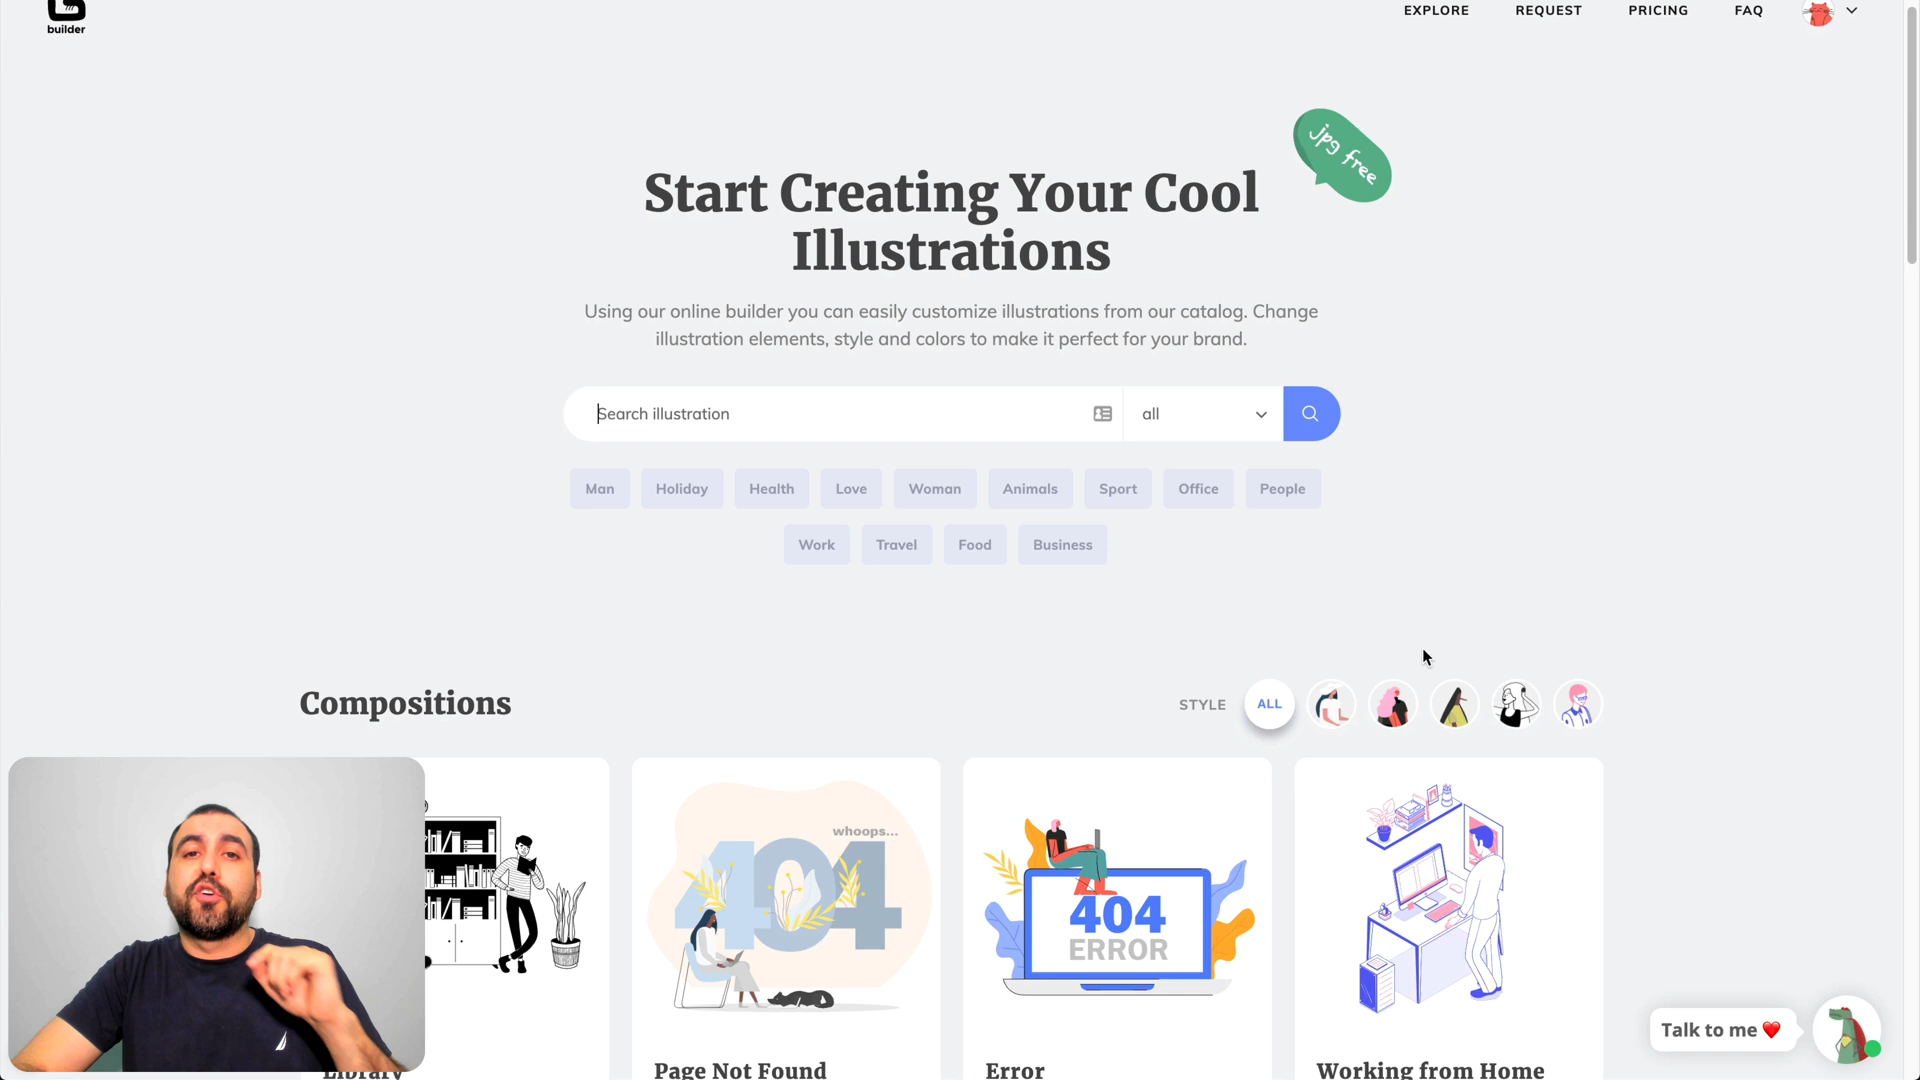 builder
EXPLORE
REQUEST
PRICING
FAQ
jpg free
Start Creating Your Cool
Illustrations
Using our online builder you can easily customize illustrations from our catalog. Change
illustration elements, style and colors to make it perfect for your brand.
Search illustration
all
Man
Holiday
Health
Love
Woman
Animals
Sport
Office
People
Work
Travel
Food
Business
Compositions
STYLE
ALL
whoops...
404
404
ERROR
Library
Page Not Found
Error
Working from Home
Talk to me ❤️